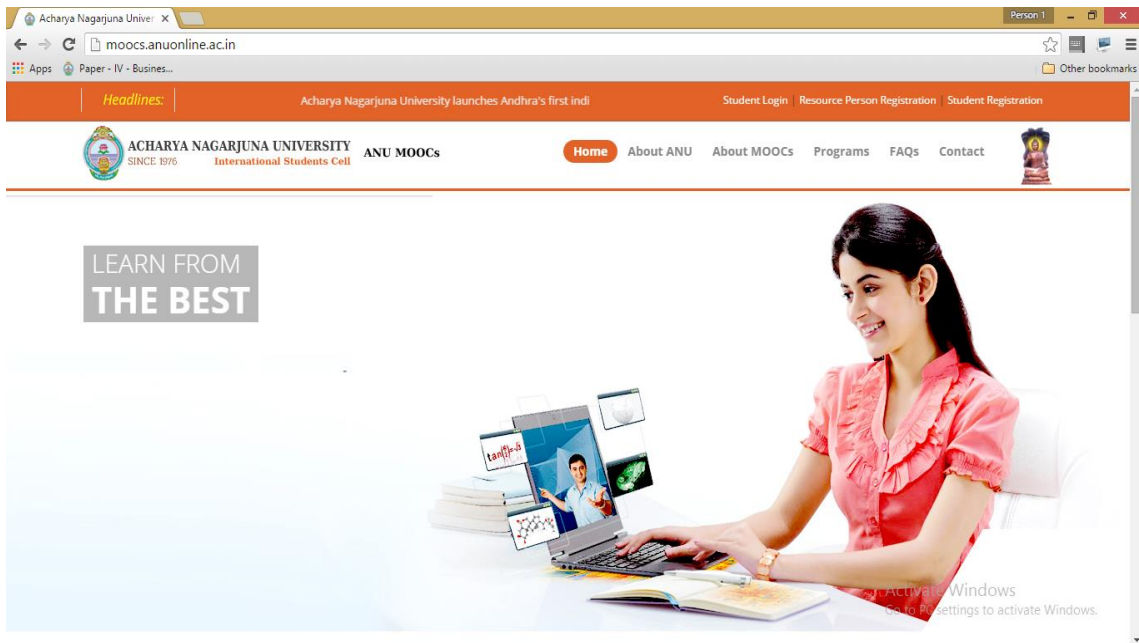 Acharya Nagarjuna Univer
Person 1
moocs.anuonline.ac.in
Apps Paper - IV - Busines... Other bookmarks
Headlines: Acharya Nagarjuna University launches Andhra's first indi Student Login | Resource Person Registration | Student Registration
ACHARYA NAGARJUNA UNIVERSITY
SINCE 1976 International Students Cell
ANU MOOCs
Home About ANU About MOOCs Programs FAQs Contact
LEARN FROM
THE BEST
Activate Windows
Go to PC settings to activate Windows.